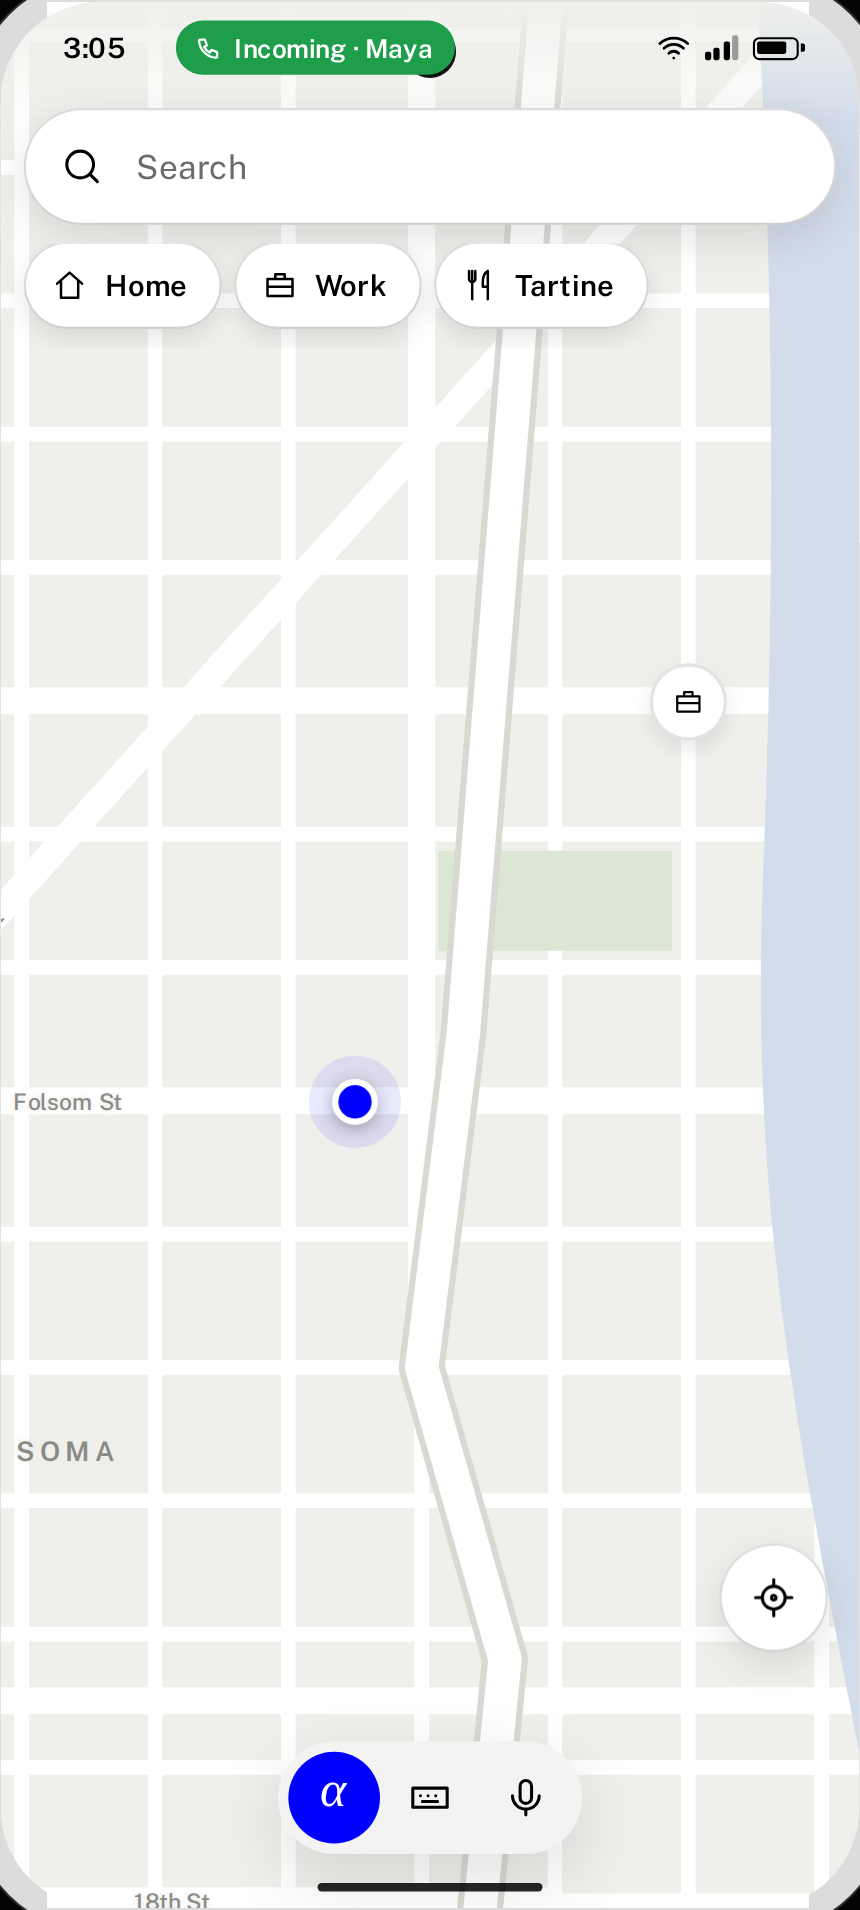 3:05
Incoming · Maya
Search
Home
Work
Tartine
Folsom St
SOMA
α
18th St